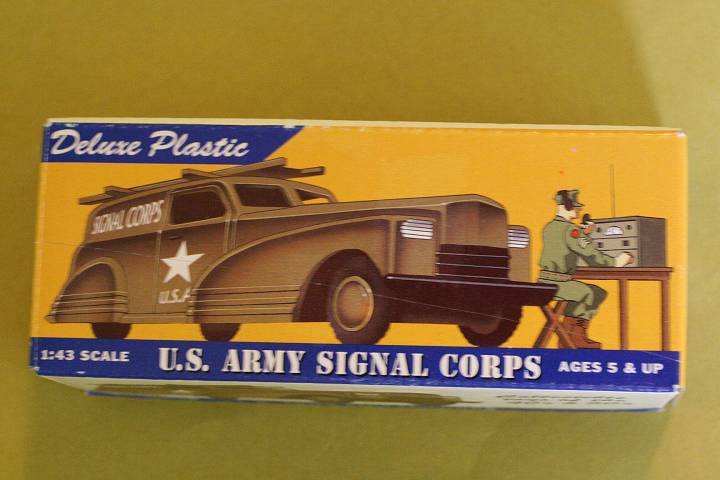 Deluxe Plastic
SIGNAL CORPS
U.S.A
1:43 SCALE
U.S. ARMY SIGNAL CORPS
AGES 5 & UP